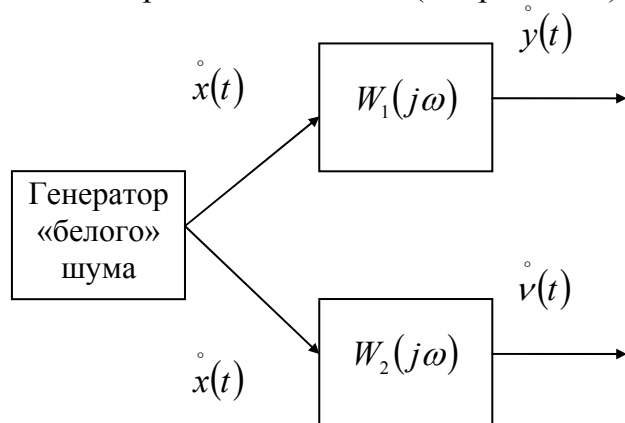 ẙ(t)
x̊(t)
W₁(jω)
Генератор
«белого»
шума
v̊(t)
W₂(jω)
x̊(t)